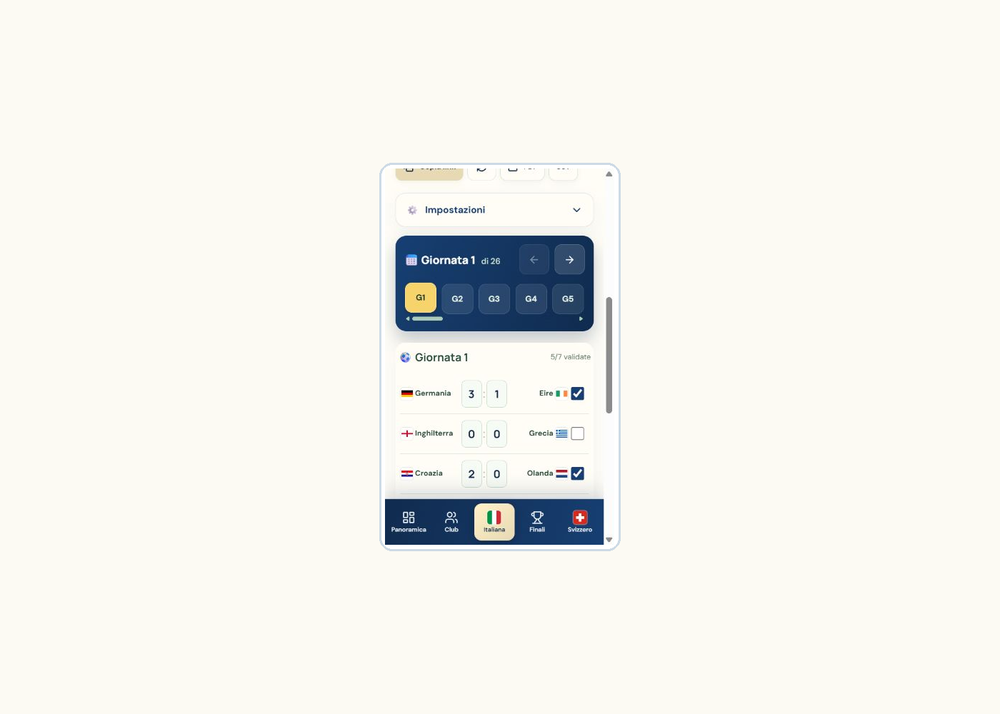 Impostazioni
Giornata 1 di 26
G1 G2 G3 G4 G5
Giornata 1 5/7 validate
Germania 3 : 1 Eire
Inghilterra 0 : 0 Grecia
Croazia 2 : 0 Olanda
Panoramica Club Italiana Finali Svizzero